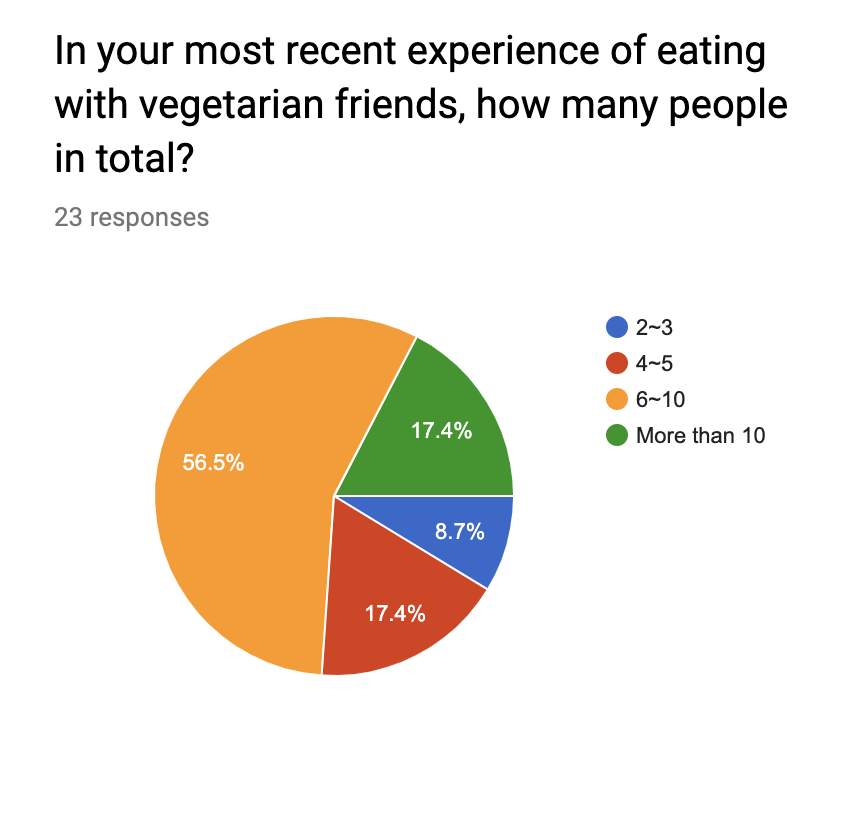 In your most recent experience of eating
with vegetarian friends, how many people
in total?
23 responses
2~3
4~5
6~10
More than 10
17.4%
56.5%
8.7%
17.4%